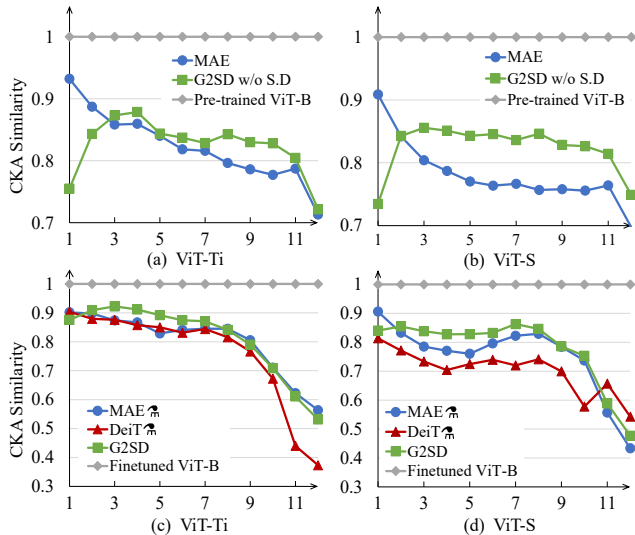 1
0.9
0.8
0.7
CKA Similarity
MAE
G2SD w/o S.D
Pre-trained ViT-B
1 3 5 7 9 11
(a) ViT-Ti
1
0.9
0.8
0.7
MAE
G2SD w/o S.D
Pre-trained ViT-B
1 3 5 7 9 11
(b) ViT-S
1
0.9
0.8
0.7
0.6
0.5
0.4
0.3
CKA Similarity
MAE⚗
DeiT⚗
G2SD
Finetuned ViT-B
1 3 5 7 9 11
(c) ViT-Ti
1
0.9
0.8
0.7
0.6
0.5
0.4
0.3
MAE⚗
DeiT⚗
G2SD
Finetuned ViT-B
1 3 5 7 9 11
(d) ViT-S